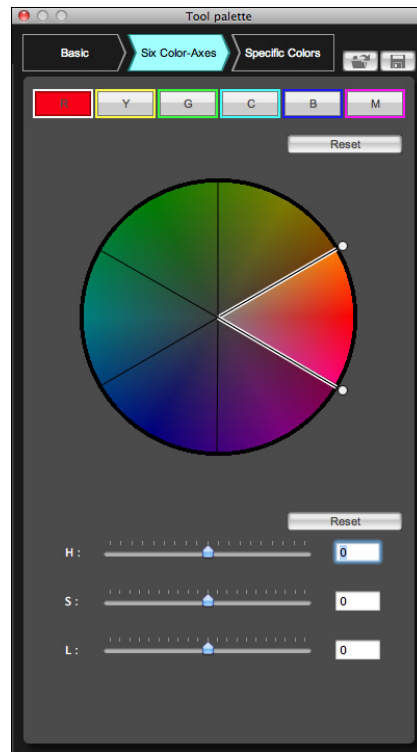 Tool palette
Basic Six Color-Axes Specific Colors
R Y G C B M
Reset
Reset
H : 0
S : 0
L : 0